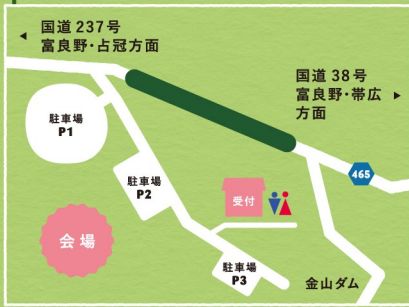 国道237号
富良野・占冠方面
国道38号
富良野・帯広
方面
駐車場
P1
465
駐車場
P2
受付
会場
駐車場
P3
金山ダム